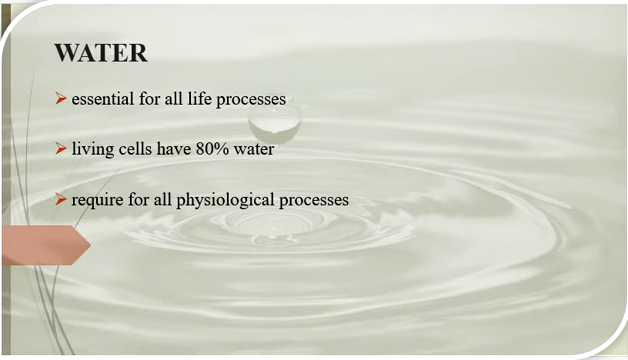 WATER
essential for all life processes
living cells have 80% water
require for all physiological processes